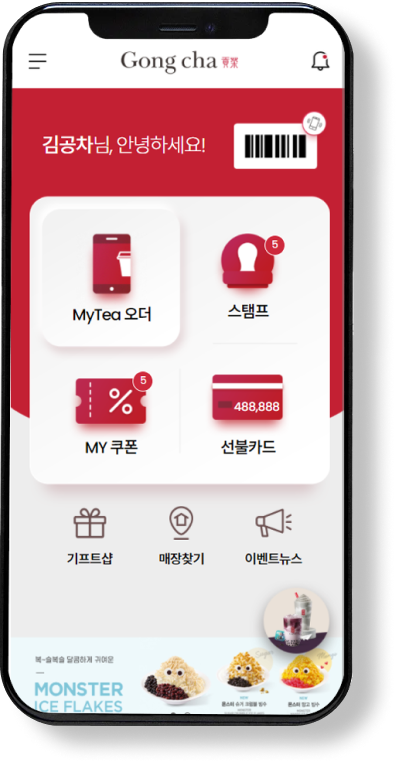 Gong cha 貢茶
김공차님, 안녕하세요!
MyTea 오더
5
스탬프
5
MY 쿠폰
488,888
선불카드
기프트샵
매장찾기
이벤트뉴스
복-슬복슬 달콤하게 귀여운
MONSTER
ICE FLAKES